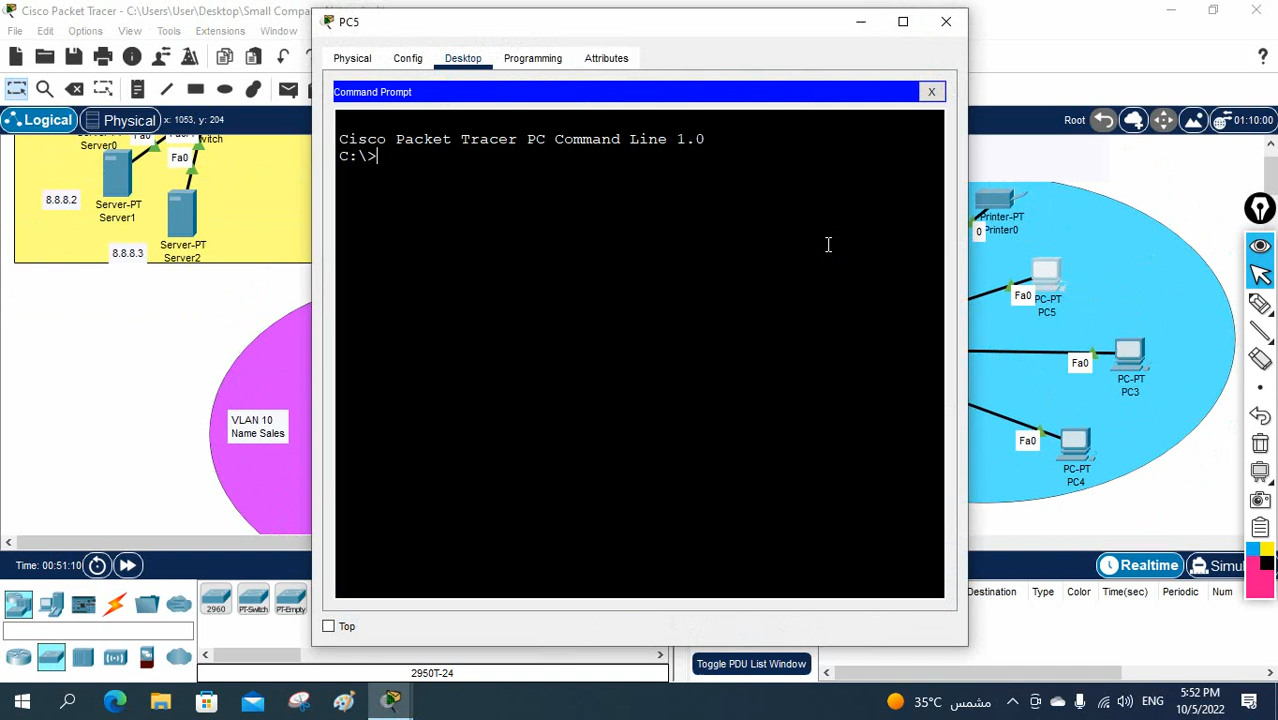 Cisco Packet Tracer - C:\Users\User\Desktop\Small Compa
PC5
File Edit Options View Tools Extensions Window
?
Physical Config Desktop Programming Attributes
Command Prompt
X
Logical
Physical
x: 1053, y: 204
Root
01:10:00
Cisco Packet Tracer PC Command Line 1.0
C:\>
Fa0
Server0
Fa0
8.8.8.2
Server-PT
Server1
Server-PT
Server2
8.8.8.3
VLAN 10
Name Sales
Printer-PT
Printer0
0
Fa0
PC-PT
PC5
Fa0
PC-PT
PC3
Fa0
PC-PT
PC4
Time: 00:51:10
Realtime
Simul
2960
PT-Switch
PT-Empty
Top
2950T-24
Toggle PDU List Window
Destination Type Color Time(sec) Periodic Num
35°C مشمس
ENG
5:52 PM
10/5/2022